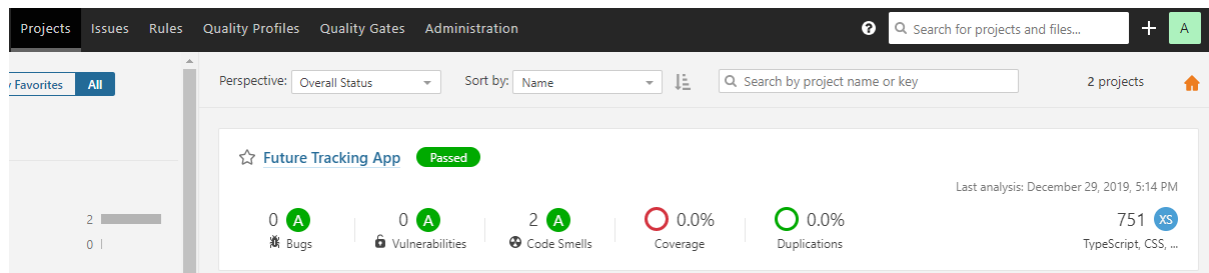 Projects Issues Rules Quality Profiles Quality Gates Administration Search for projects and files... A
Favorites All Perspective: Overall Status Sort by: Name Search by project name or key 2 projects
Future Tracking App Passed
Last analysis: December 29, 2019, 5:14 PM
2 0 A 0 A 2 A 0.0% 0.0% 751 XS
0 Bugs Vulnerabilities Code Smells Coverage Duplications TypeScript, CSS, ...